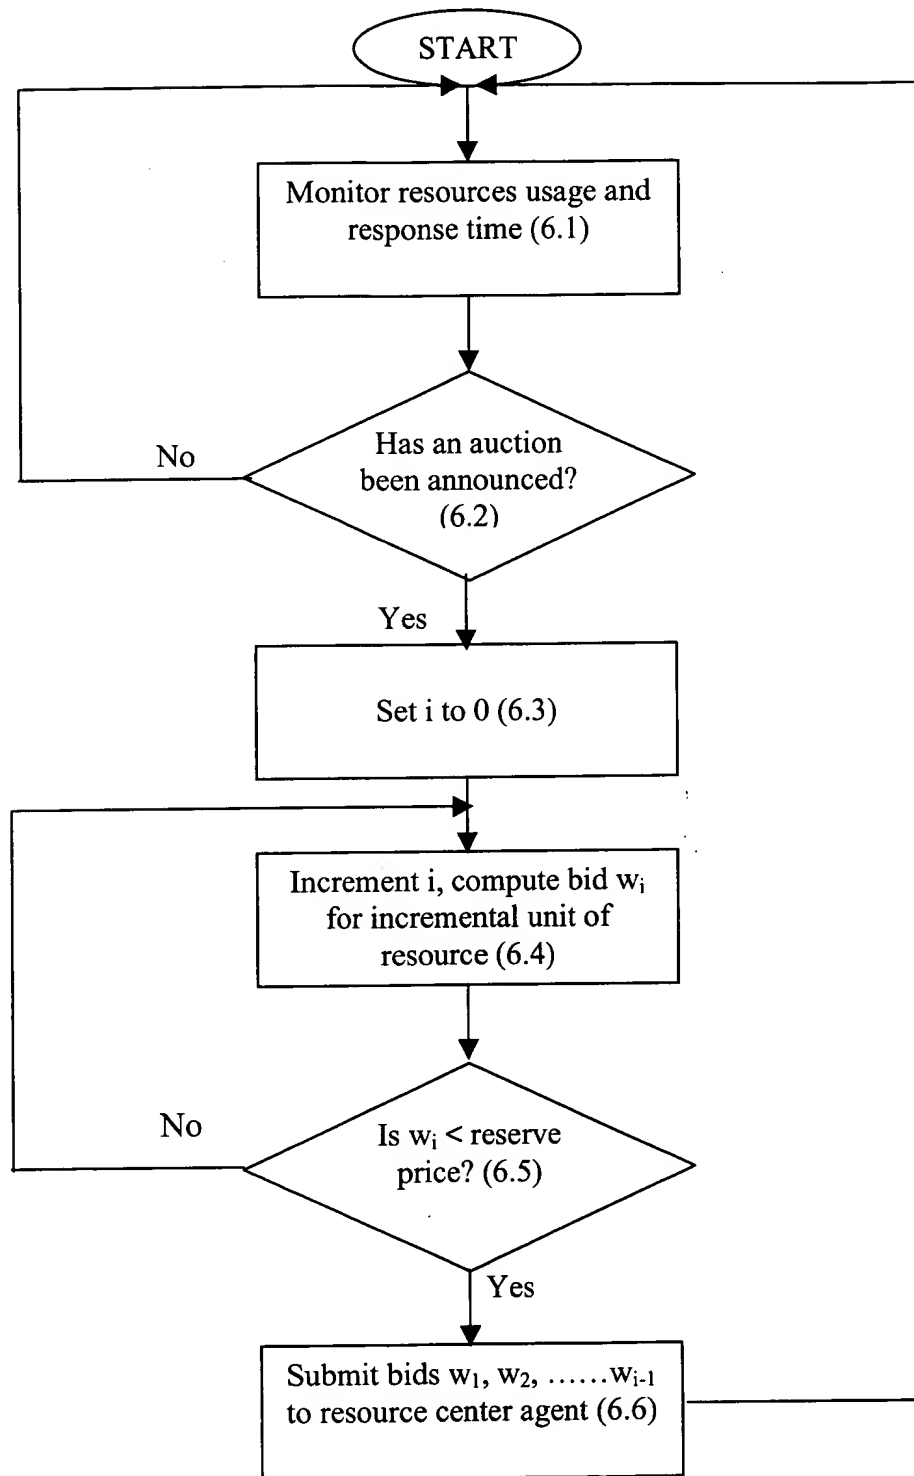 START
Monitor resources usage and
response time (6.1)
Has an auction
been announced?
(6.2)
No
Yes
Set i to 0 (6.3)
Increment i, compute bid wᵢ
for incremental unit of
resource (6.4)
No
Is wᵢ < reserve
price? (6.5)
Yes
Submit bids w₁, w₂, ……wᵢ₋₁
to resource center agent (6.6)